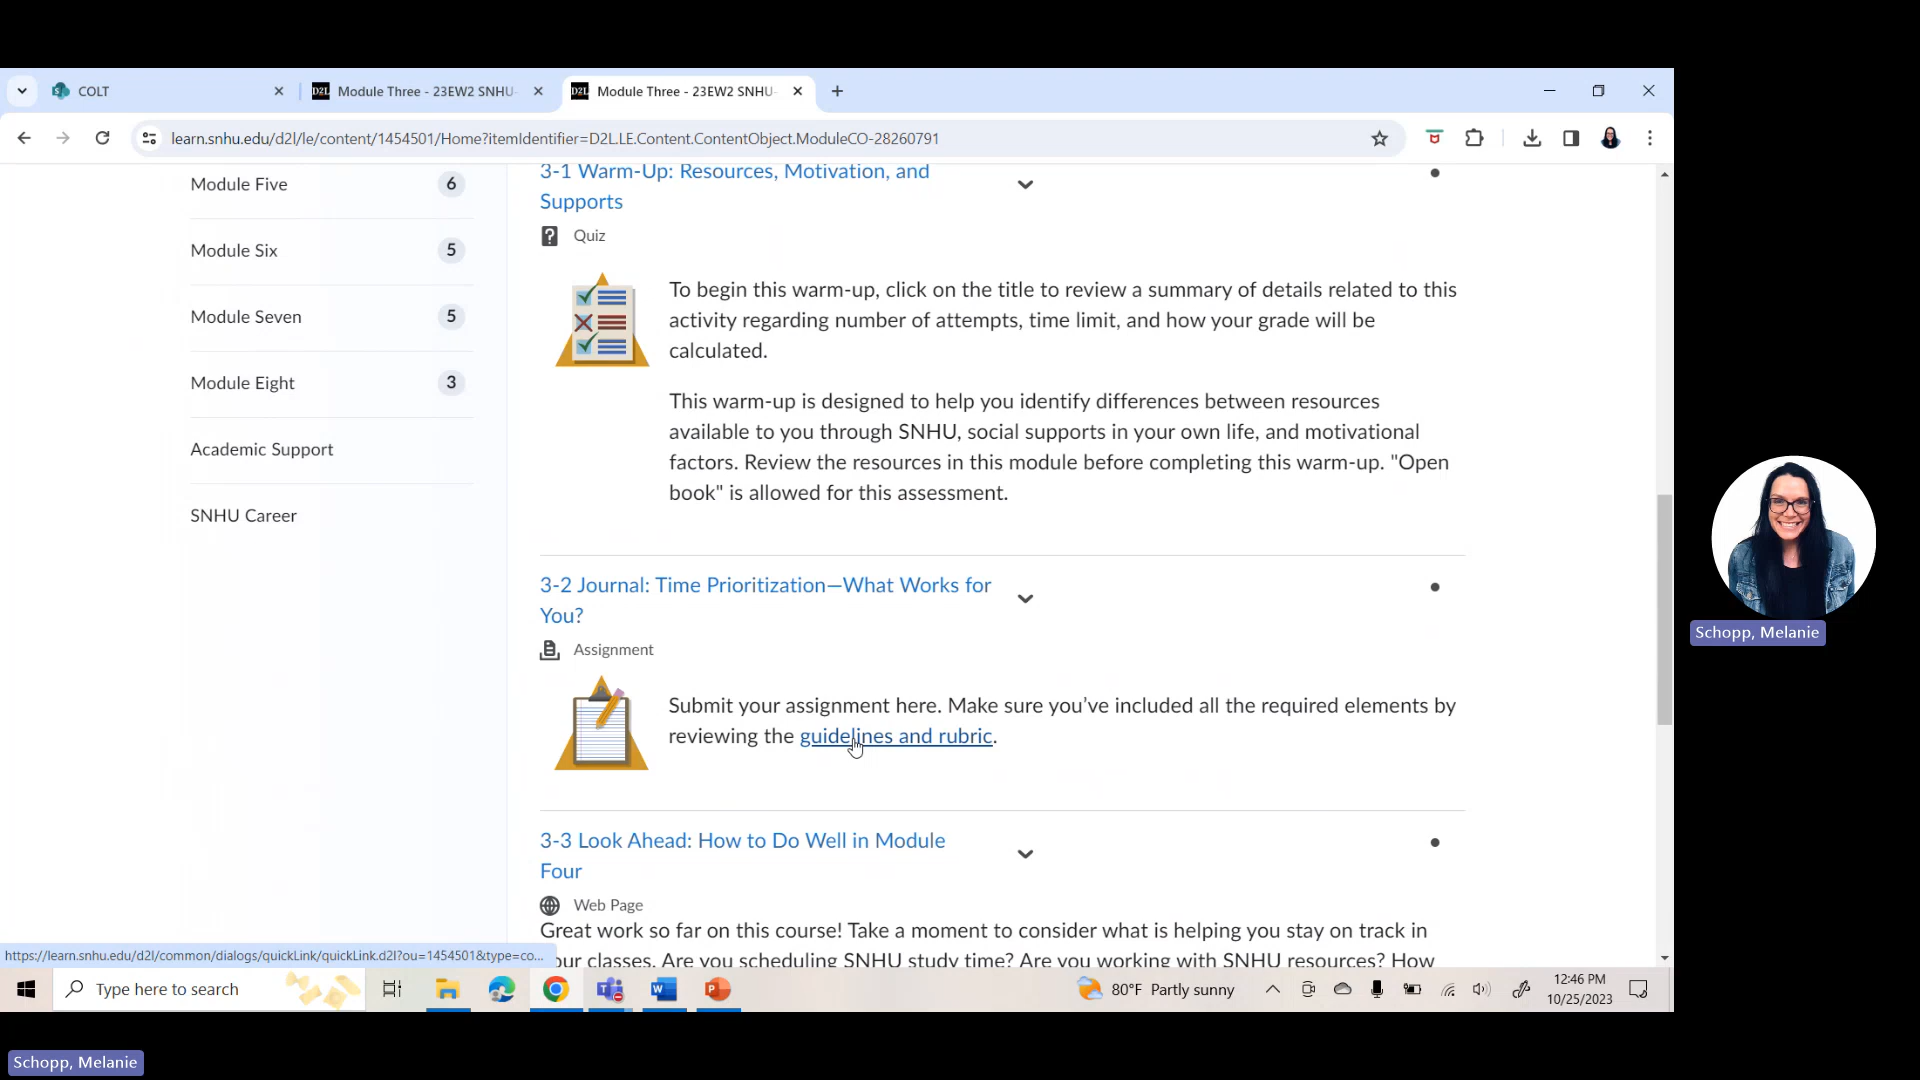 COLT
D2L Module Three - 23EW2 SNHU-
D2L Module Three - 23EW2 SNHU-
learn.snhu.edu/d2l/le/content/1454501/Home?itemIdentifier=D2L.LE.Content.ContentObject.ModuleCO-28260791
Module Five 6
Module Six 5
Module Seven 5
Module Eight 3
Academic Support
SNHU Career
3-1 Warm-Up: Resources, Motivation, and
Supports
Quiz
To begin this warm-up, click on the title to review a summary of details related to this
activity regarding number of attempts, time limit, and how your grade will be
calculated.
This warm-up is designed to help you identify differences between resources
available to you through SNHU, social supports in your own life, and motivational
factors. Review the resources in this module before completing this warm-up. "Open
book" is allowed for this assessment.
3-2 Journal: Time Prioritization—What Works for
You?
Assignment
Submit your assignment here. Make sure you’ve included all the required elements by
reviewing the guidelines and rubric.
3-3 Look Ahead: How to Do Well in Module
Four
Web Page
Great work so far on this course! Take a moment to consider what is helping you stay on track in
our classes. Are you scheduling SNHU study time? Are you working with SNHU resources? How
https://learn.snhu.edu/d2l/common/dialogs/quickLink/quickLink.d2l?ou=1454501&type=co...
Type here to search
80°F Partly sunny
12:46 PM
10/25/2023
Schopp, Melanie
Schopp, Melanie